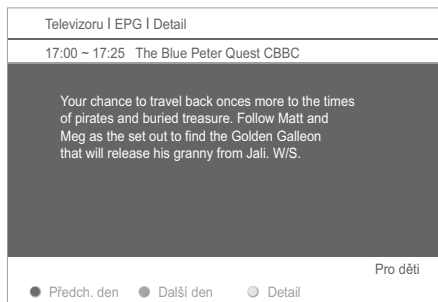 Televizoru I EPG I Detail
17:00 ~ 17:25 The Blue Peter Quest CBBC
Your chance to travel back onces more to the times
of pirates and buried treasure. Follow Matt and
Meg as the set out to find the Golden Galleon
that will release his granny from Jali. W/S.
Pro děti
Předch. den Další den Detail